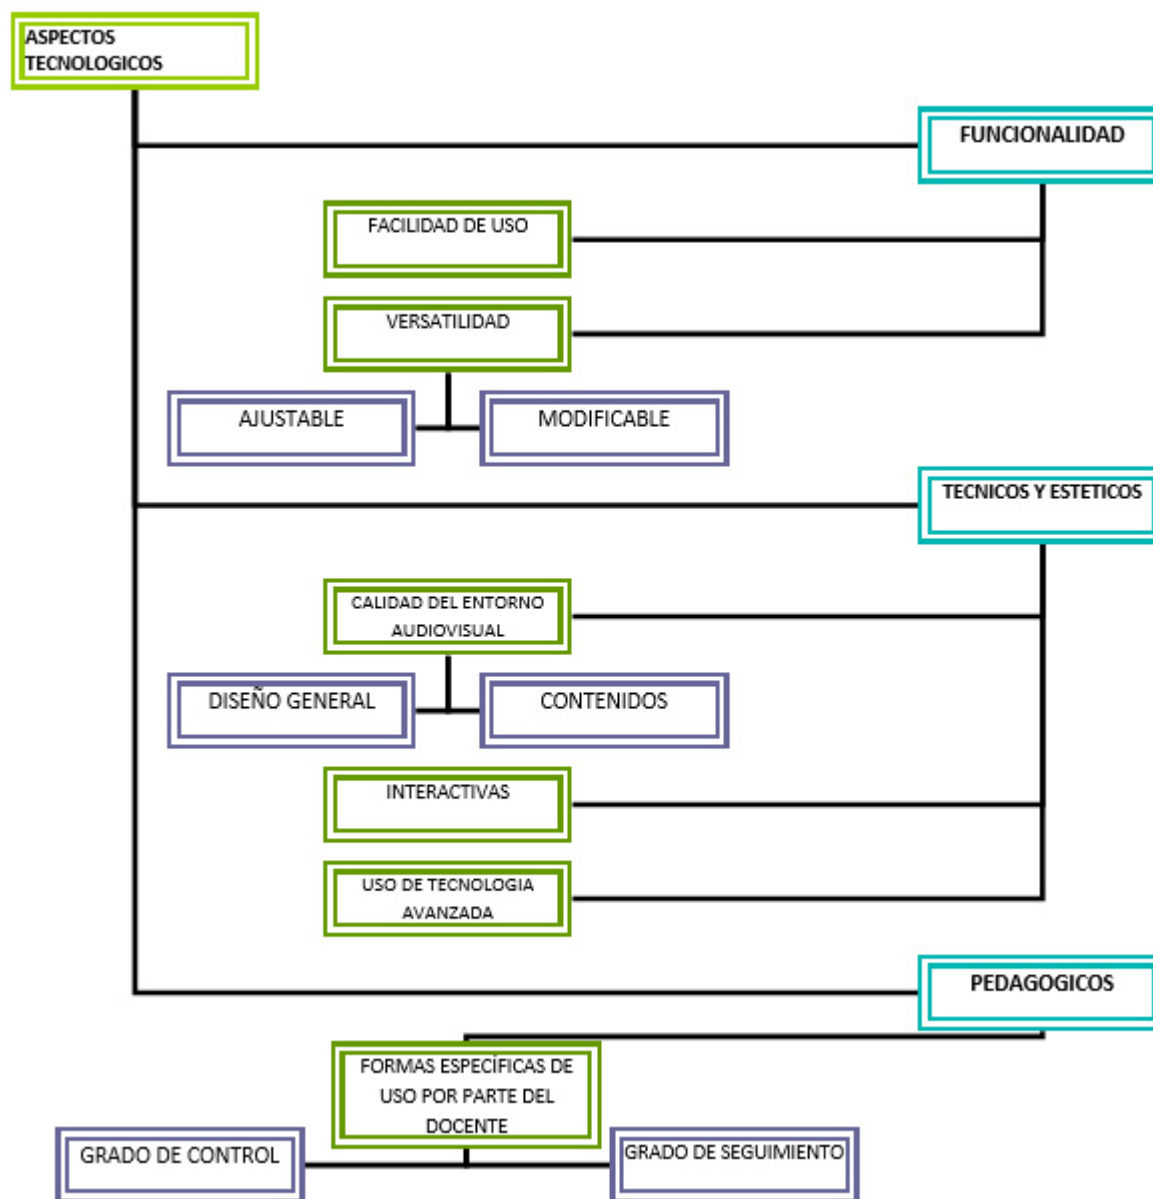 ASPECTOS
TECNOLOGICOS
FUNCIONALIDAD
FACILIDAD DE USO
VERSATILIDAD
AJUSTABLE
MODIFICABLE
TECNICOS Y ESTETICOS
CALIDAD DEL ENTORNO
AUDIOVISUAL
DISEÑO GENERAL
CONTENIDOS
INTERACTIVAS
USO DE TECNOLOGIA
AVANZADA
PEDAGOGICOS
FORMAS ESPECÍFICAS DE
USO POR PARTE DEL
DOCENTE
GRADO DE CONTROL
GRADO DE SEGUIMIENTO